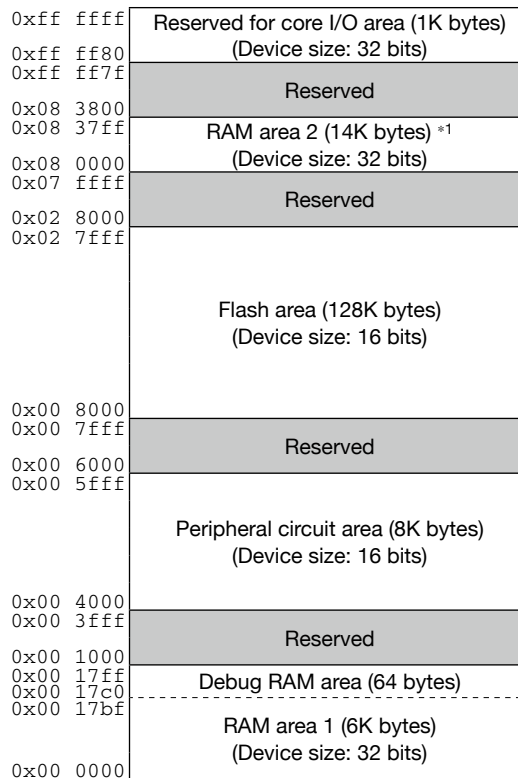 0xff ffff
Reserved for core I/O area (1K bytes)
(Device size: 32 bits)
0xff ff80
0xff ff7f
Reserved
0x08 3800
0x08 37ff
RAM area 2 (14K bytes) *1
(Device size: 32 bits)
0x08 0000
0x07 ffff
Reserved
0x02 8000
0x02 7fff
Flash area (128K bytes)
(Device size: 16 bits)
0x00 8000
0x00 7fff
Reserved
0x00 6000
0x00 5fff
Peripheral circuit area (8K bytes)
(Device size: 16 bits)
0x00 4000
0x00 3fff
Reserved
0x00 1000
0x00 17ff
Debug RAM area (64 bytes)
0x00 17c0
0x00 17bf
RAM area 1 (6K bytes)
(Device size: 32 bits)
0x00 0000